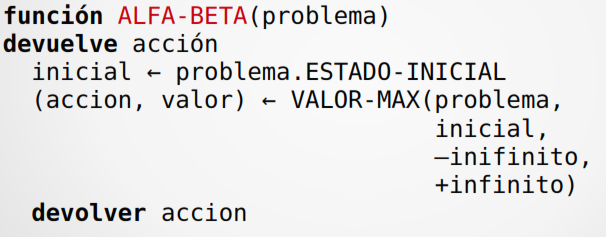 función ALFA-BETA(problema)
devuelve acción
inicial ← problema.ESTADO-INICIAL
(accion, valor) ← VALOR-MAX(problema,
inicial,
–inifinito,
+infinito)
devolver accion